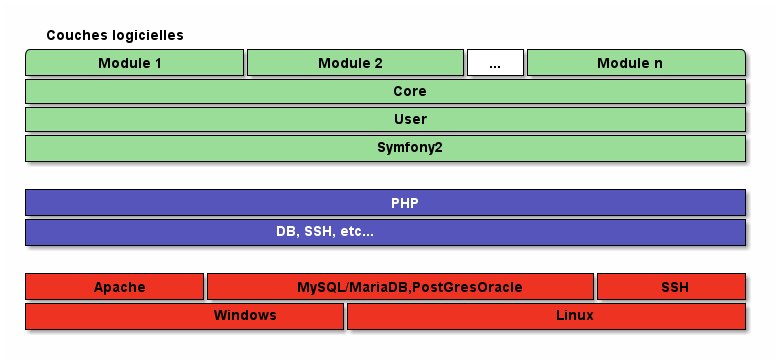 Couches logicielles
Module 1 Module 2 ... Module n
Core
User
Symfony2
PHP
DB, SSH, etc...
Apache MySQL/MariaDB,PostGresOracle SSH
Windows Linux